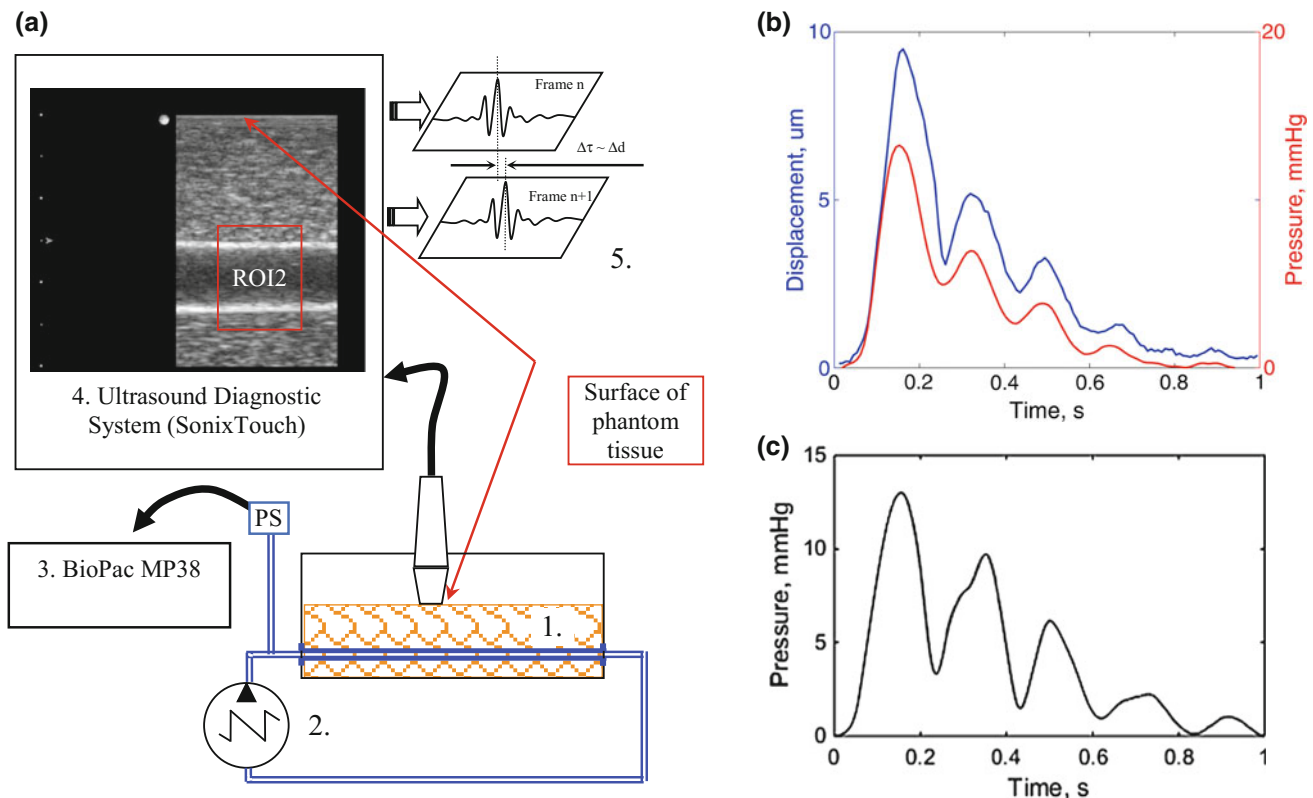 (a)
Frame n
Δτ ~ Δd
Frame n+1
5.
ROI2
4. Ultrasound Diagnostic
System (SonixTouch)
Surface of
phantom
tissue
PS
3. BioPac MP38
1.
2.
(b)
10
5
0
Displacement, um
20
10
0
Pressure, mmHg
0
0.2
0.4
0.6
0.8
1
Time, s
(c)
15
10
5
0
Pressure, mmHg
0
0.2
0.4
0.6
0.8
1
Time, s